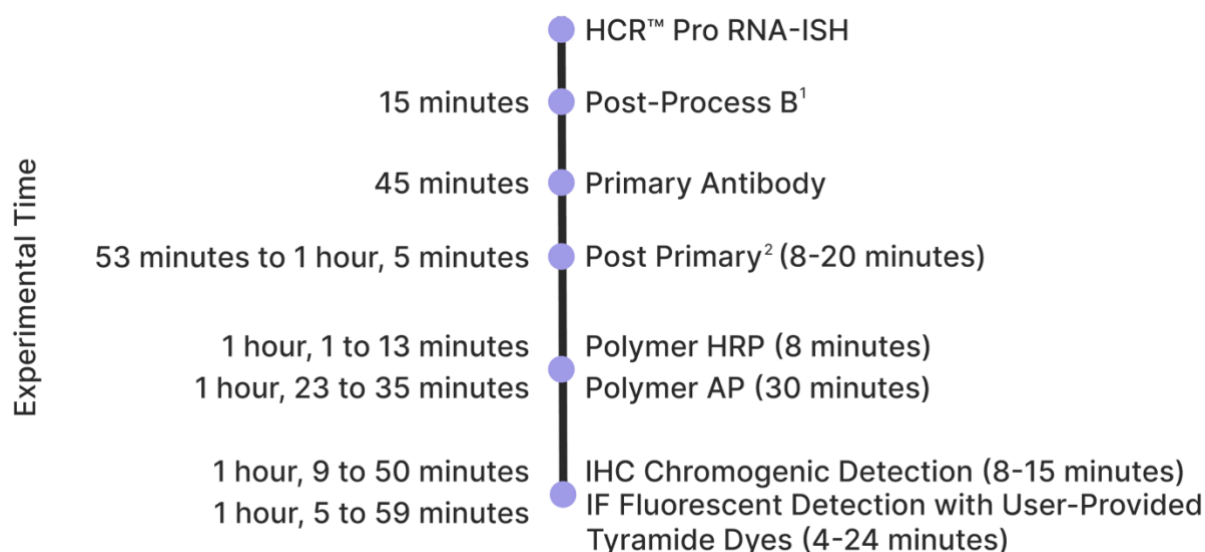 HCR™ Pro RNA-ISH
15 minutes Post-Process B¹
45 minutes Primary Antibody
53 minutes to 1 hour, 5 minutes Post Primary² (8-20 minutes)
1 hour, 1 to 13 minutes Polymer HRP (8 minutes)
1 hour, 23 to 35 minutes Polymer AP (30 minutes)
1 hour, 9 to 50 minutes IHC Chromogenic Detection (8-15 minutes)
1 hour, 5 to 59 minutes IF Fluorescent Detection with User-Provided
Tyramide Dyes (4-24 minutes)
Experimental Time